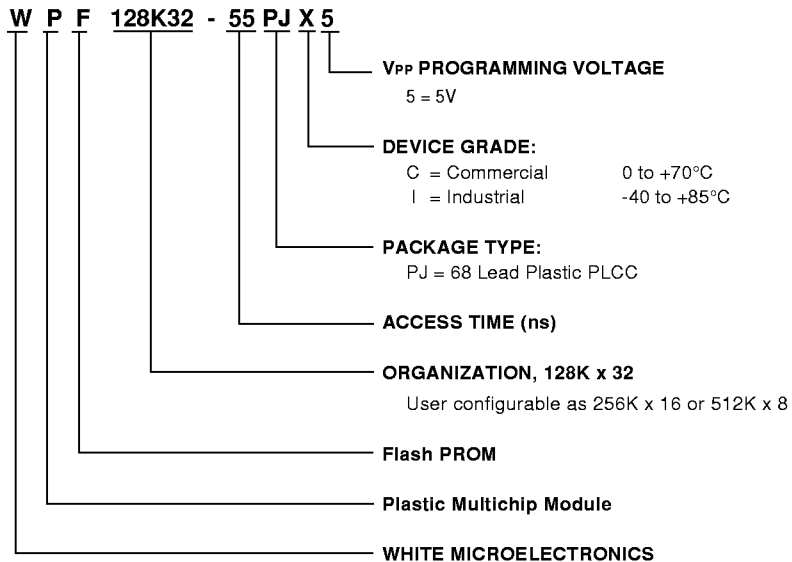 W P F 128K32 - 55 PJ X 5
VPP PROGRAMMING VOLTAGE
5 = 5V
DEVICE GRADE:
C = Commercial 0 to +70°C
I = Industrial -40 to +85°C
PACKAGE TYPE:
PJ = 68 Lead Plastic PLCC
ACCESS TIME (ns)
ORGANIZATION, 128K x 32
User configurable as 256K x 16 or 512K x 8
Flash PROM
Plastic Multichip Module
WHITE MICROELECTRONICS